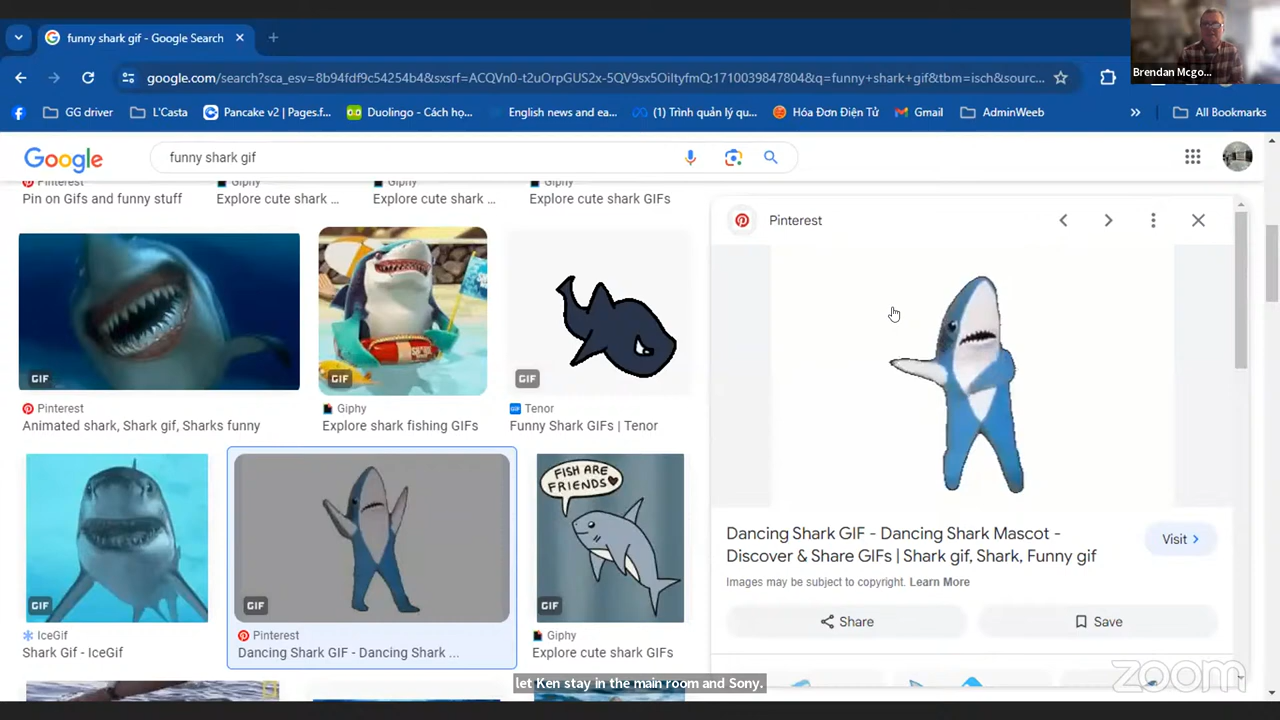 funny shark gif - Google Search
Brendan Mcgo...
google.com/search?sca_esv=8b94fdf9c54254b4&sxsrf=ACQVn0-t2uOrpGUS2x-5QV9sx5OiltyfmQ:1710039847804&q=funny+shark+gif&tbm=isch&sourc...
GG driver
L'Casta
Pancake v2 | Pages.f...
Duolingo - Cách họ...
English news and ea...
(1) Trình quản lý qu...
Hóa Đơn Điện Tử
Gmail
AdminWeeb
»
All Bookmarks
Google
funny shark gif
Pinterest
Giphy
Giphy
Giphy
Pin on Gifs and funny stuff
Explore cute shark ...
Explore cute shark ...
Explore cute shark GIFs
Pinterest
GIF
GIF
GIF
Pinterest
Giphy
Tenor
Animated shark, Shark gif, Sharks funny
Explore shark fishing GIFs
Funny Shark GIFs | Tenor
FISH ARE
FRIENDS
GIF
GIF
GIF
IceGif
Pinterest
Giphy
Shark Gif - IceGif
Dancing Shark GIF - Dancing Shark ...
Explore cute shark GIFs
Dancing Shark GIF - Dancing Shark Mascot -
Discover & Share GIFs | Shark gif, Shark, Funny gif
Visit
Images may be subject to copyright. Learn More
Share
Save
let Ken stay in the main room and Sony.
zoom